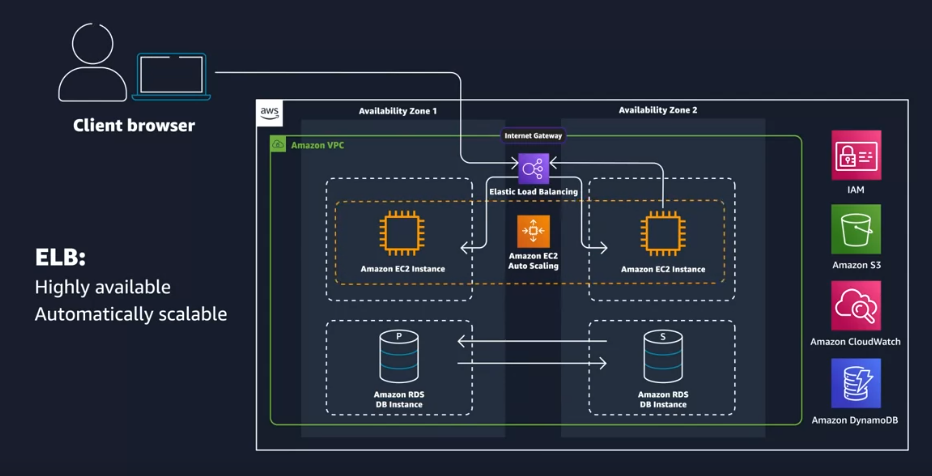 Client browser
ELB:
Highly available
Automatically scalable
aws
Availability Zone 1
Availability Zone 2
Amazon VPC
Internet Gateway
Elastic Load Balancing
Amazon EC2 Instance
Amazon EC2
Auto Scaling
Amazon EC2 Instance
P
Amazon RDS
DB Instance
S
Amazon RDS
DB Instance
IAM
Amazon S3
Amazon CloudWatch
Amazon DynamoDB